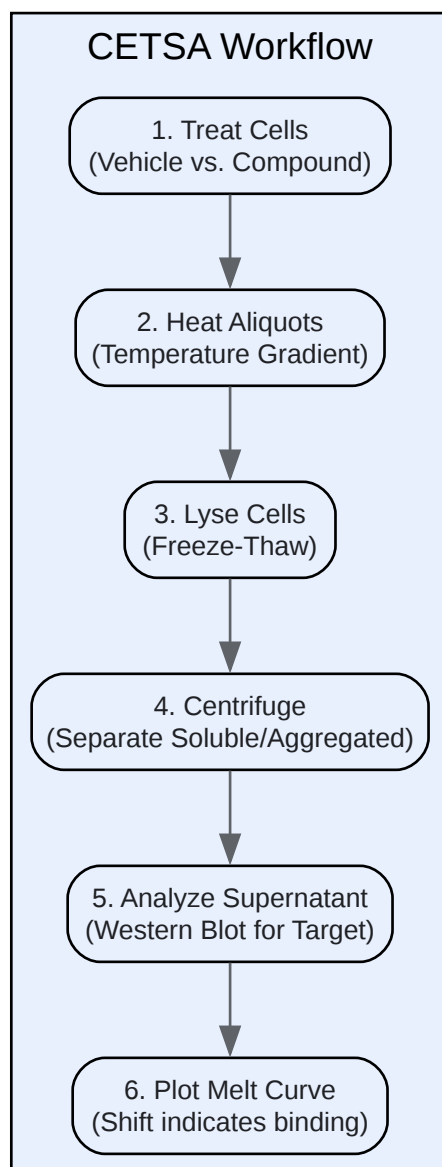 CETSA Workflow
1. Treat Cells
(Vehicle vs. Compound)
2. Heat Aliquots
(Temperature Gradient)
3. Lyse Cells
(Freeze-Thaw)
4. Centrifuge
(Separate Soluble/Aggregated)
5. Analyze Supernatant
(Western Blot for Target)
6. Plot Melt Curve
(Shift indicates binding)